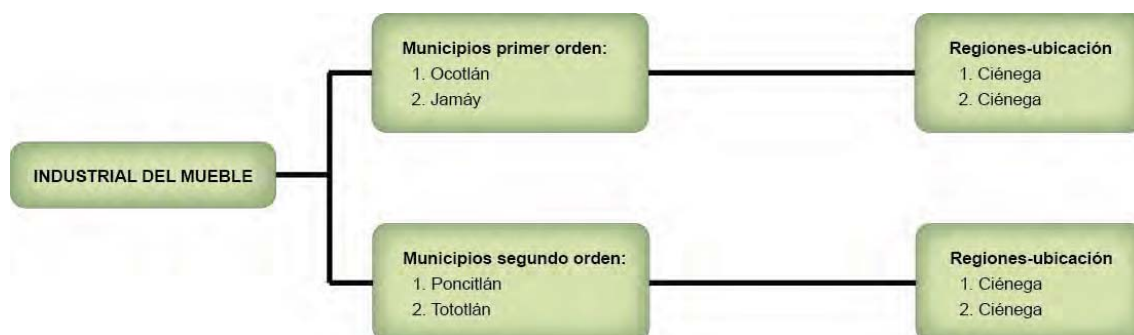 INDUSTRIAL DEL MUEBLE
Municipios primer orden:
1. Ocotlán
2. Jamáy
Regiones-ubicación
1. Ciénega
2. Ciénega
Municipios segundo orden:
1. Poncitlán
2. Tototlán
Regiones-ubicación
1. Ciénega
2. Ciénega